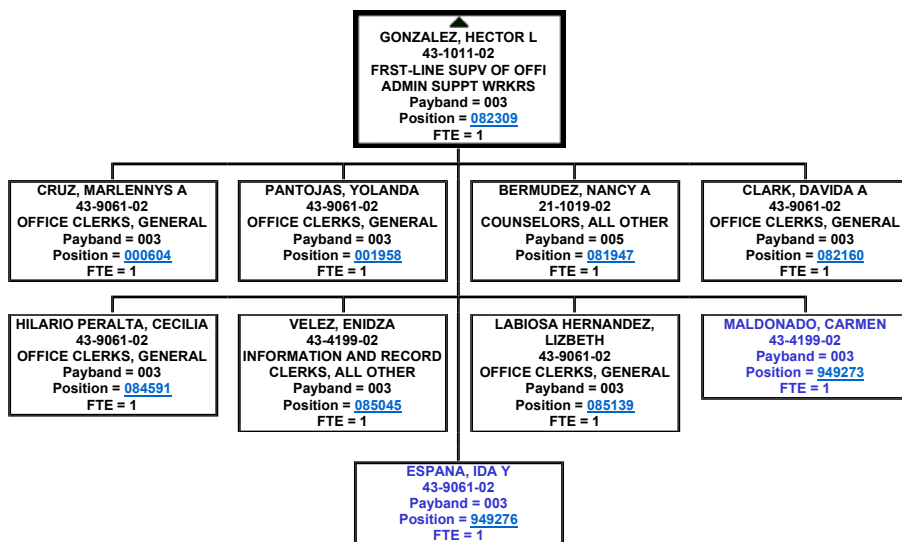 GONZALEZ, HECTOR L
43-1011-02
FRST-LINE SUPV OF OFFI
ADMIN SUPPT WRKRS
Payband = 003
Position = 082309
FTE = 1
CRUZ, MARLENNYS A
43-9061-02
OFFICE CLERKS, GENERAL
Payband = 003
Position = 000604
FTE = 1
PANTOJAS, YOLANDA
43-9061-02
OFFICE CLERKS, GENERAL
Payband = 003
Position = 001958
FTE = 1
BERMUDEZ, NANCY A
21-1019-02
COUNSELORS, ALL OTHER
Payband = 005
Position = 081947
FTE = 1
CLARK, DAVIDA A
43-9061-02
OFFICE CLERKS, GENERAL
Payband = 003
Position = 082160
FTE = 1
HILARIO PERALTA, CECILIA
43-9061-02
OFFICE CLERKS, GENERAL
Payband = 003
Position = 084591
FTE = 1
VELEZ, ENIDZA
43-4199-02
INFORMATION AND RECORD
CLERKS, ALL OTHER
Payband = 003
Position = 085045
FTE = 1
LABIOSA HERNANDEZ,
LIZBETH
43-9061-02
OFFICE CLERKS, GENERAL
Payband = 003
Position = 085139
FTE = 1
MALDONADO, CARMEN
43-4199-02
Payband = 003
Position = 949273
FTE = 1
ESPANA, IDA Y
43-9061-02
Payband = 003
Position = 949276
FTE = 1